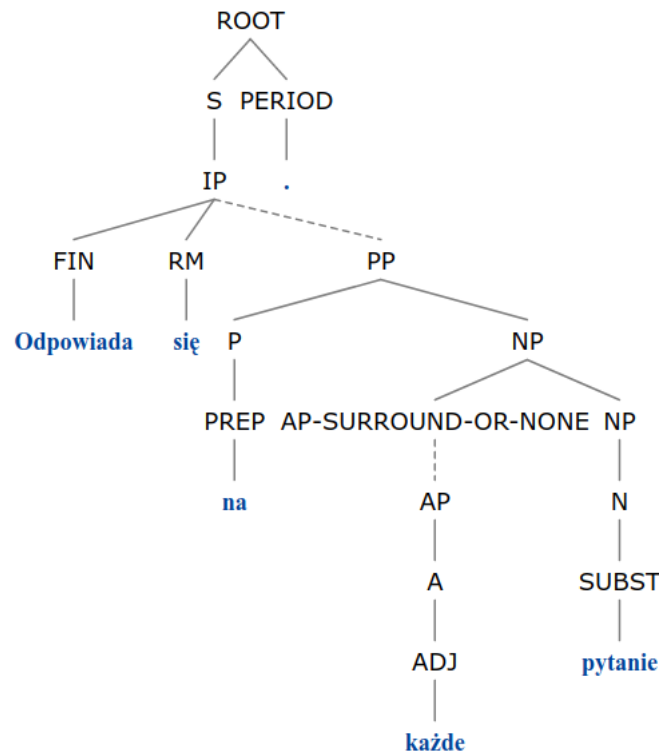 ROOT
S PERIOD
IP .
FIN RM PP
Odpowiada się P NP
PREP AP-SURROUND-OR-NONE NP
na AP N
A SUBST
ADJ pytanie
każde